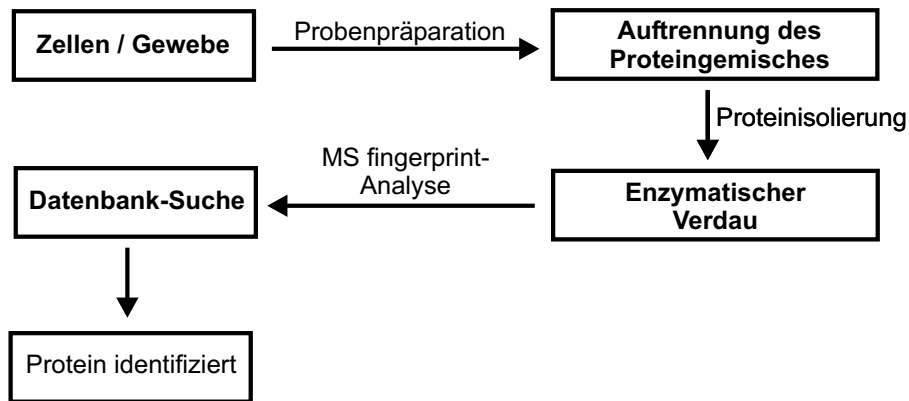 Zellen / Gewebe
Probenpräparation
Auftrennung des
Proteingemisches
Proteinisolierung
Enzymatischer
Verdau
MS fingerprint-
Analyse
Datenbank-Suche
Protein identifiziert